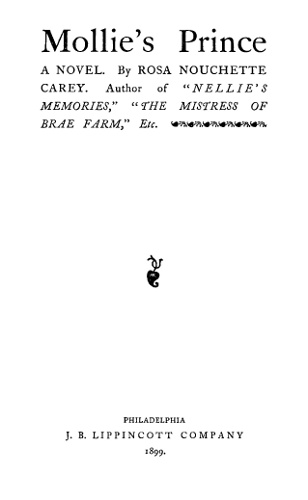 Mollie's Prince
A NOVEL. By ROSA NOUCHETTE
CAREY. Author of "NELLIE'S
MEMORIES," "THE MISTRESS OF
BRAE FARM," Etc.
PHILADELPHIA
J. B. LIPPINCOTT COMPANY
1899.